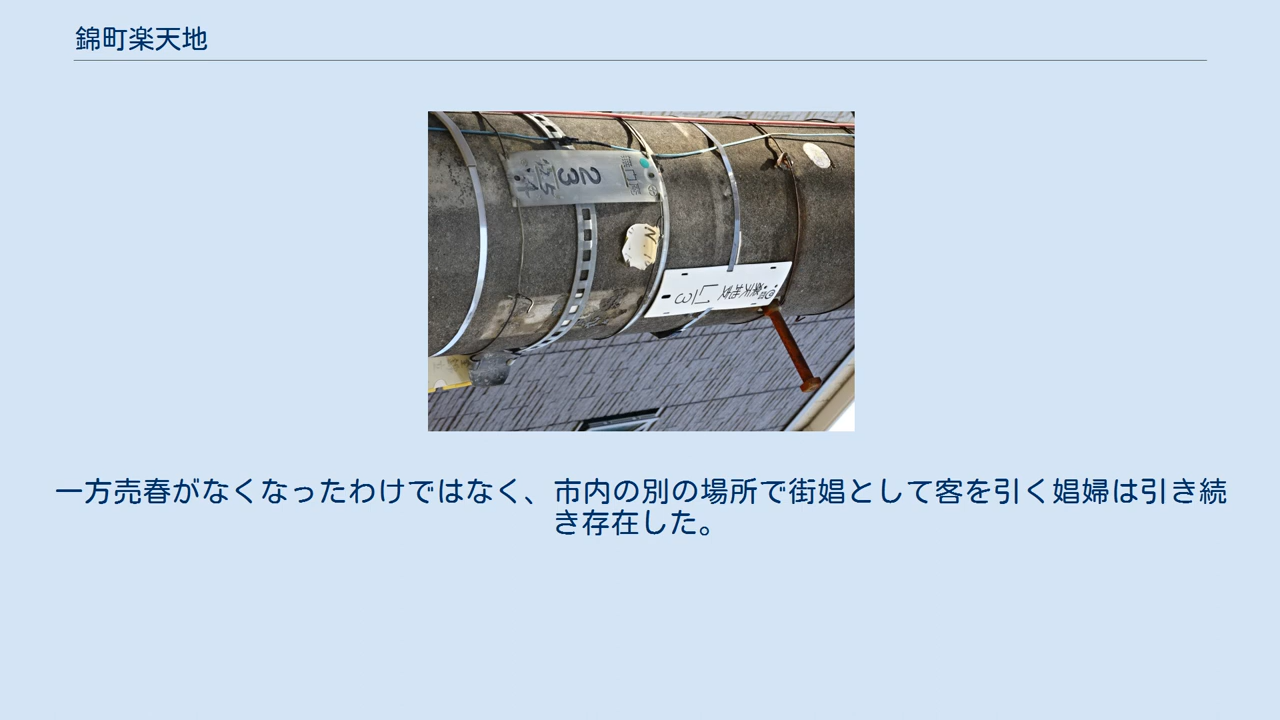 錦町楽天地
23
一方売春がなくなったわけではなく、市内の別の場所で街娼として客を引く娼婦は引き続
き存在した。